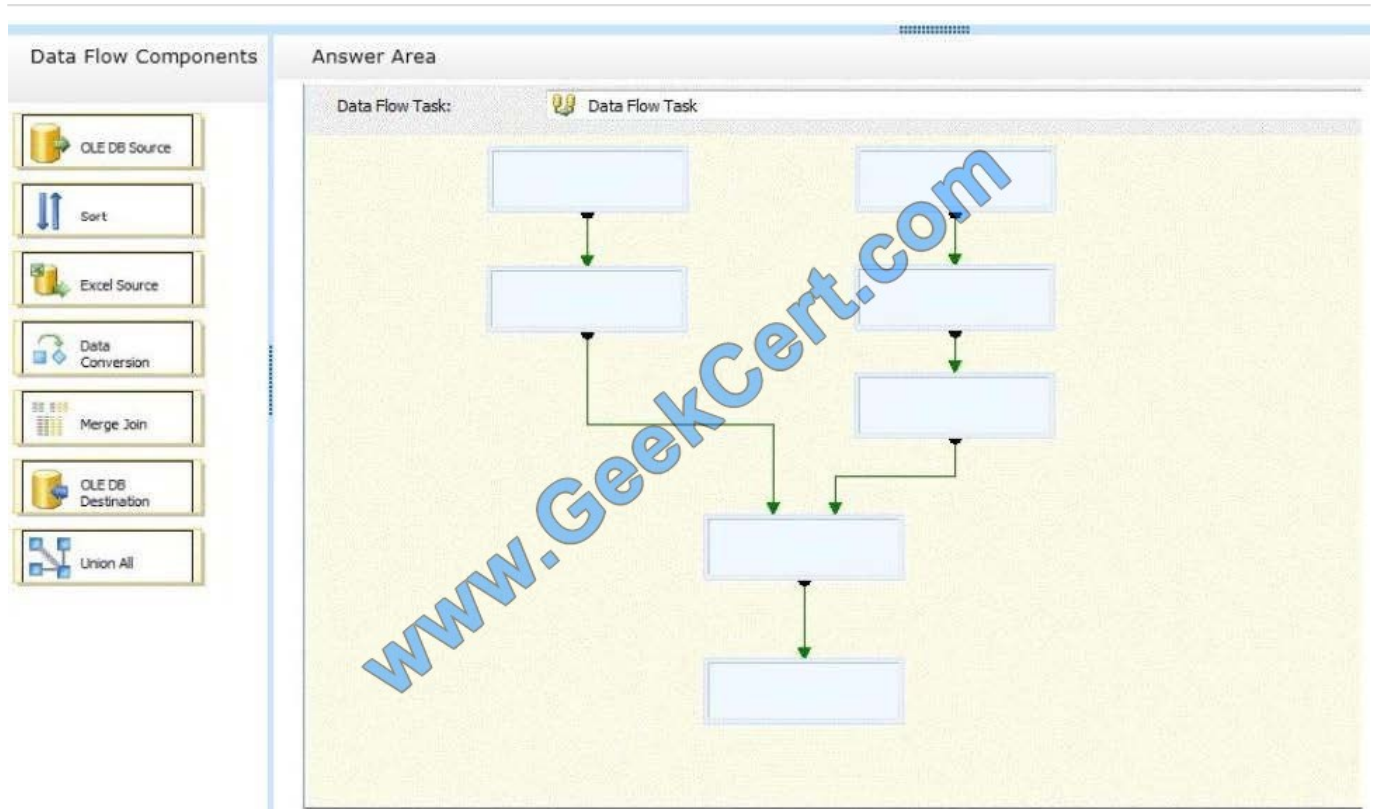 Data Flow Components
Answer Area
Data Flow Task:
Data Flow Task
OLE DB Source
Sort
Excel Source
Data
Conversion
Merge Join
OLE DB
Destination
Union All
www.GeekCert.com